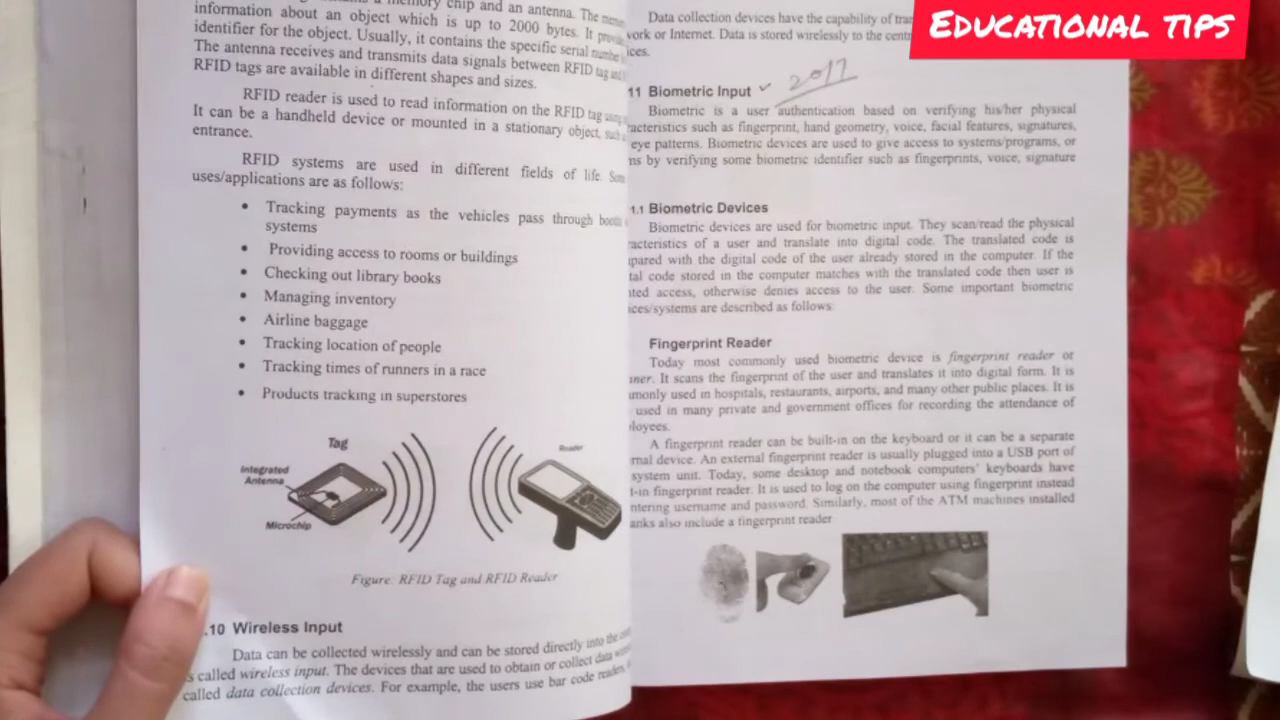 memory chip and an antenna. The
information about an object which is up to 2000 bytes. It
identifier for the object. Usually, it contains the specific serial number
The antenna receives and transmits data signals between RFID tag and
RFID tags are available in different shapes and sizes.
RFID reader is used to read information on the RFID tag using
It can be a handheld device or mounted in a stationary object, such
entrance.
RFID systems are used in different fields of life. Some
uses/applications are as follows:
• Tracking payments as the vehicles pass through
systems
• Providing access to rooms or buildings
• Checking out library books
• Managing inventory
• Airline baggage
• Tracking location of people
• Tracking times of runners in a race
• Products tracking in superstores
Tag
Reader
Integrated
Antenna
Microchip
Figure: RFID Tag and RFID Reader
.10 Wireless Input
Data can be collected wirelessly and can be stored directly into the
s called wireless input. The devices that are used to obtain or collect data
called data collection devices. For example, the users use bar code readers,
EDUCATIONAL TIPS
Data collection devices have the capability of
work or Internet. Data is stored wirelessly to the
ices.
11 Biometric Input ✓ 2017
Biometric is a user authentication based on verifying his/her physical
racteristics such as fingerprint, hand geometry, voice, facial features, signatures,
eye patterns. Biometric devices are used to give access to systems/programs, or
ns by verifying some biometric identifier such as fingerprints, voice, signature
1.1 Biometric Devices
Biometric devices are used for biometric input. They scan/read the physical
racteristics of a user and translate into digital code. The translated code is
pared with the digital code of the user already stored in the computer. If the
tal code stored in the computer matches with the translated code then user is
nted access, otherwise denies access to the user. Some important biometric
ices/systems are described as follows:
Fingerprint Reader
Today most commonly used biometric device is fingerprint reader or
nner. It scans the fingerprint of the user and translates it into digital form. It is
monly used in hospitals, restaurants, airports, and many other public places. It is
used in many private and government offices for recording the attendance of
loyees.
A fingerprint reader can be built-in on the keyboard or it can be a separate
rnal device. An external fingerprint reader is usually plugged into a USB port of
system unit. Today, some desktop and notebook computers' keyboards have
t-in fingerprint reader. It is used to log on the computer using fingerprint instead
ntering username and password. Similarly, most of the ATM machines installed
anks also include a fingerprint reader